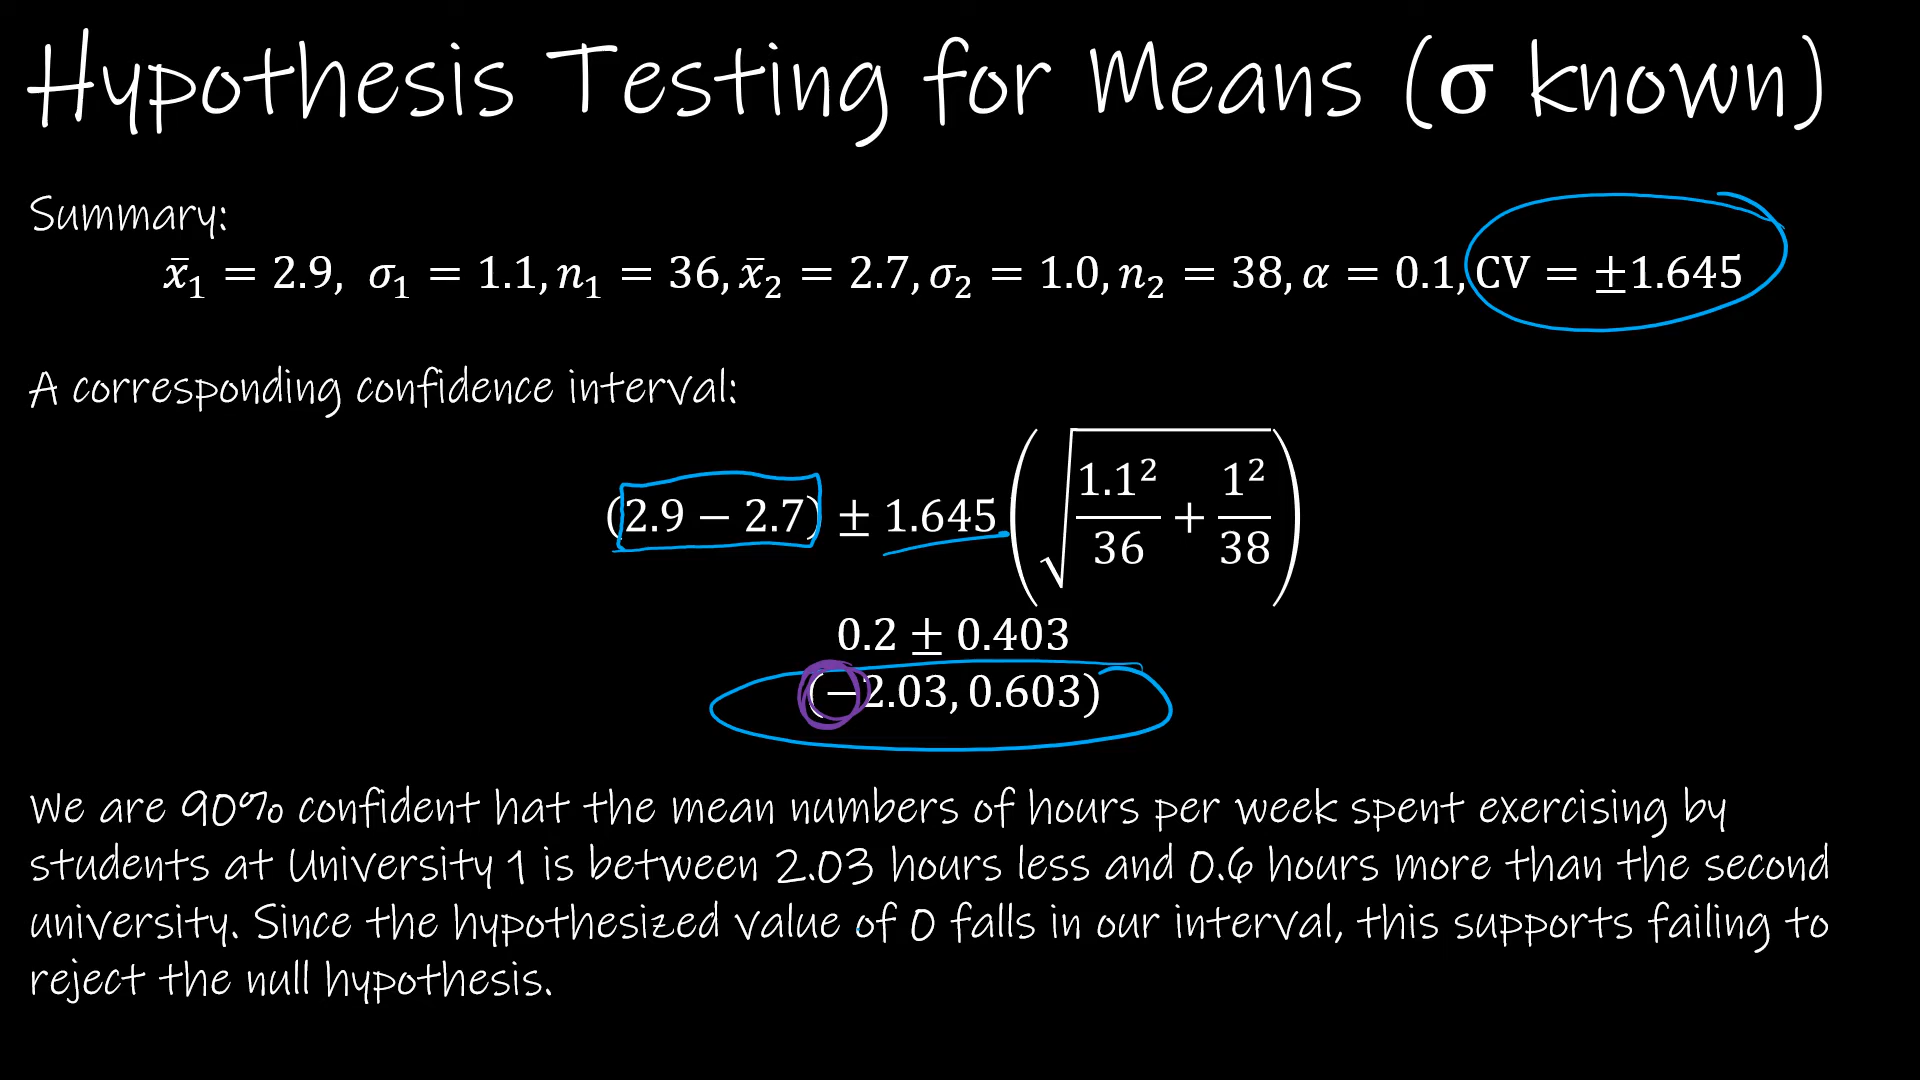 Hypothesis Testing for Means (σ known)
Summary:
x̄₁ = 2.9, σ₁ = 1.1, n₁ = 36, x̄₂ = 2.7, σ₂ = 1.0, n₂ = 38, α = 0.1, CV = ±1.645
A corresponding confidence interval:
(2.9 − 2.7) ± 1.645 (√(1.1²/36 + 1²/38))
0.2 ± 0.403
(−2.03, 0.603)
We are 90% confident hat the mean numbers of hours per week spent exercising by
students at University 1 is between 2.03 hours less and 0.6 hours more than the second
university. Since the hypothesized value of 0 falls in our interval, this supports failing to
reject the null hypothesis.